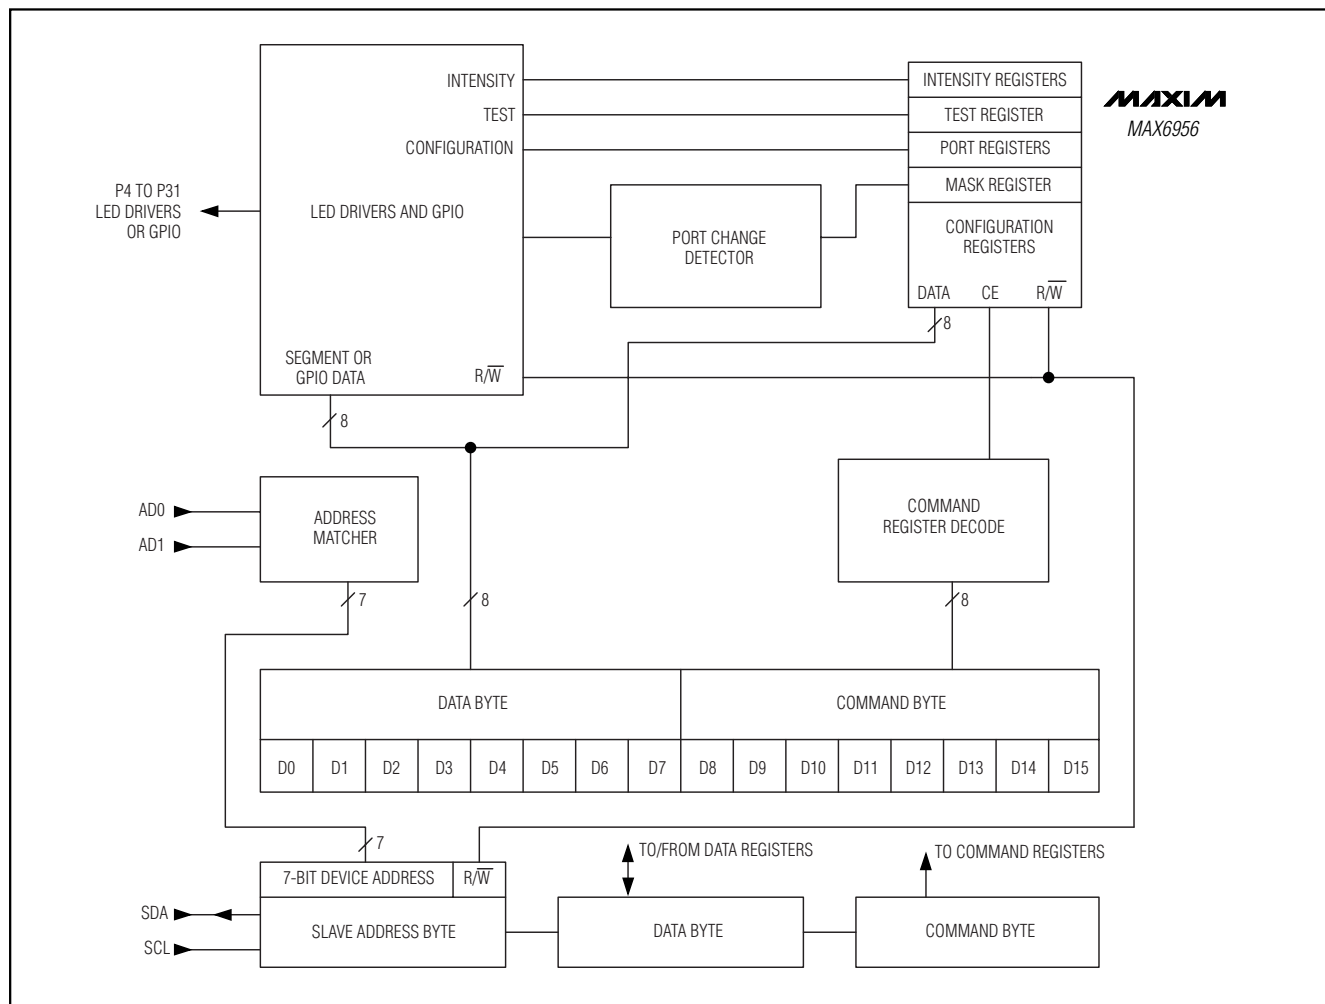 INTENSITY
INTENSITY REGISTERS
MAXIM
MAX6956
TEST
TEST REGISTER
CONFIGURATION
PORT REGISTERS
MASK REGISTER
P4 TO P31
LED DRIVERS
OR GPIO
LED DRIVERS AND GPIO
PORT CHANGE
DETECTOR
CONFIGURATION
REGISTERS
DATA CE R/W̅
8
SEGMENT OR
GPIO DATA
R/W̅
8
AD0
AD1
ADDRESS
MATCHER
COMMAND
REGISTER DECODE
7
8
8
DATA BYTE COMMAND BYTE
D0 D1 D2 D3 D4 D5 D6 D7 D8 D9 D10 D11 D12 D13 D14 D15
7
TO/FROM DATA REGISTERS
TO COMMAND REGISTERS
7-BIT DEVICE ADDRESS R/W̅
SDA
SCL
SLAVE ADDRESS BYTE
DATA BYTE
COMMAND BYTE